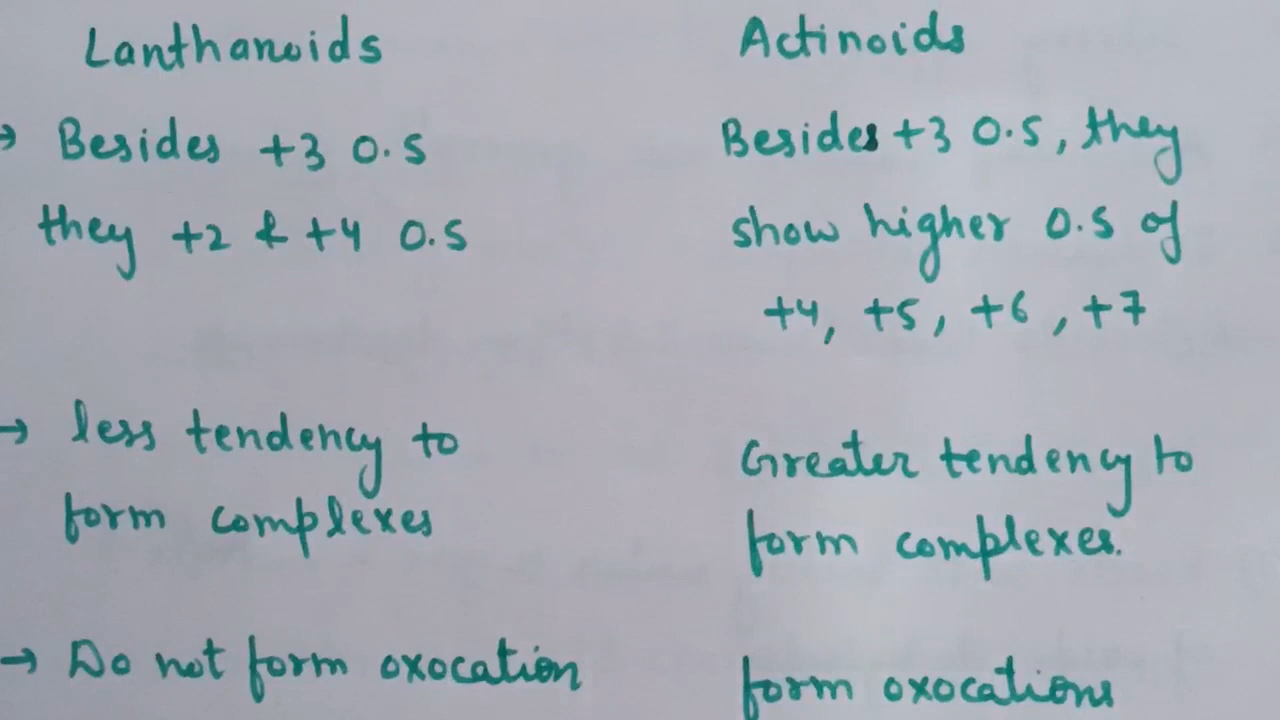 Lanthanoids
Actinoids
→ Besides +3 O.S
they +2 & +4 O.S
Besides +3 O.S, they
show higher O.S of
+4, +5, +6, +7
→ less tendency to
form complexes
Greater tendency to
form complexes.
→ Do not form oxocation
form oxocations